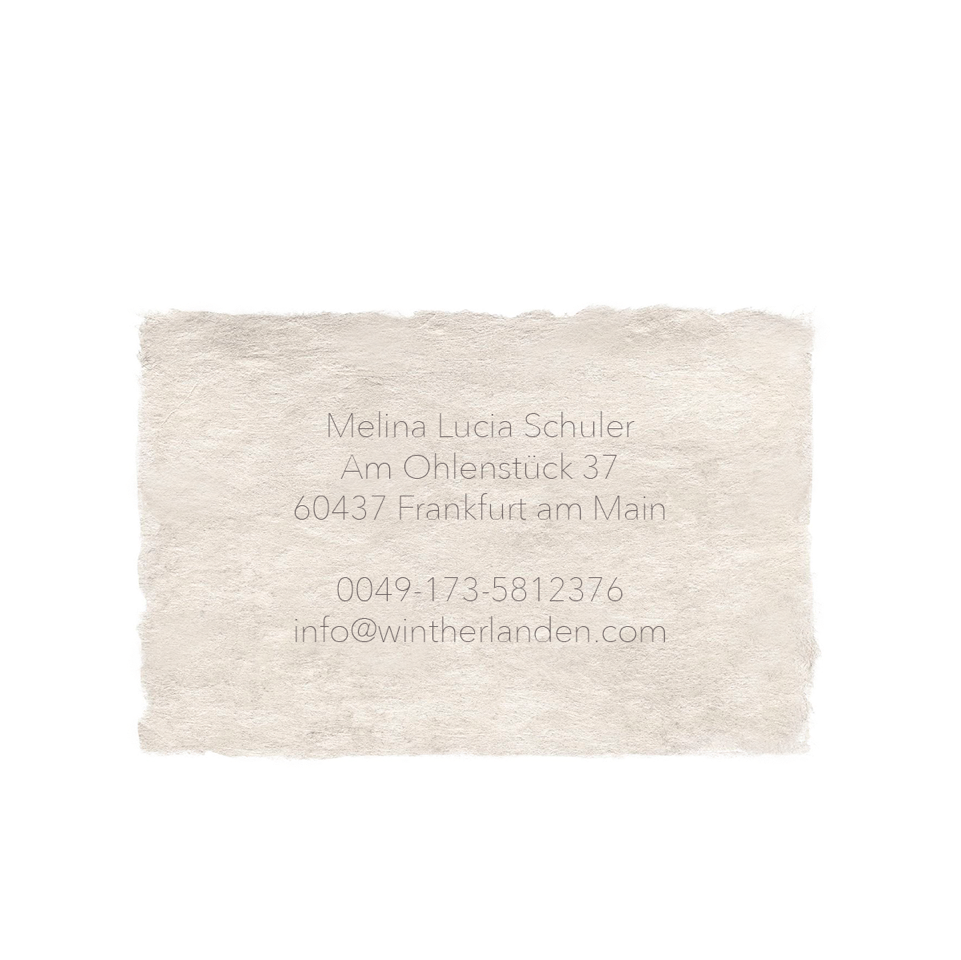 Melina Lucia Schuler
Am Ohlenstück 37
60437 Frankfurt am Main
0049-173-5812376
info@wintherlanden.com